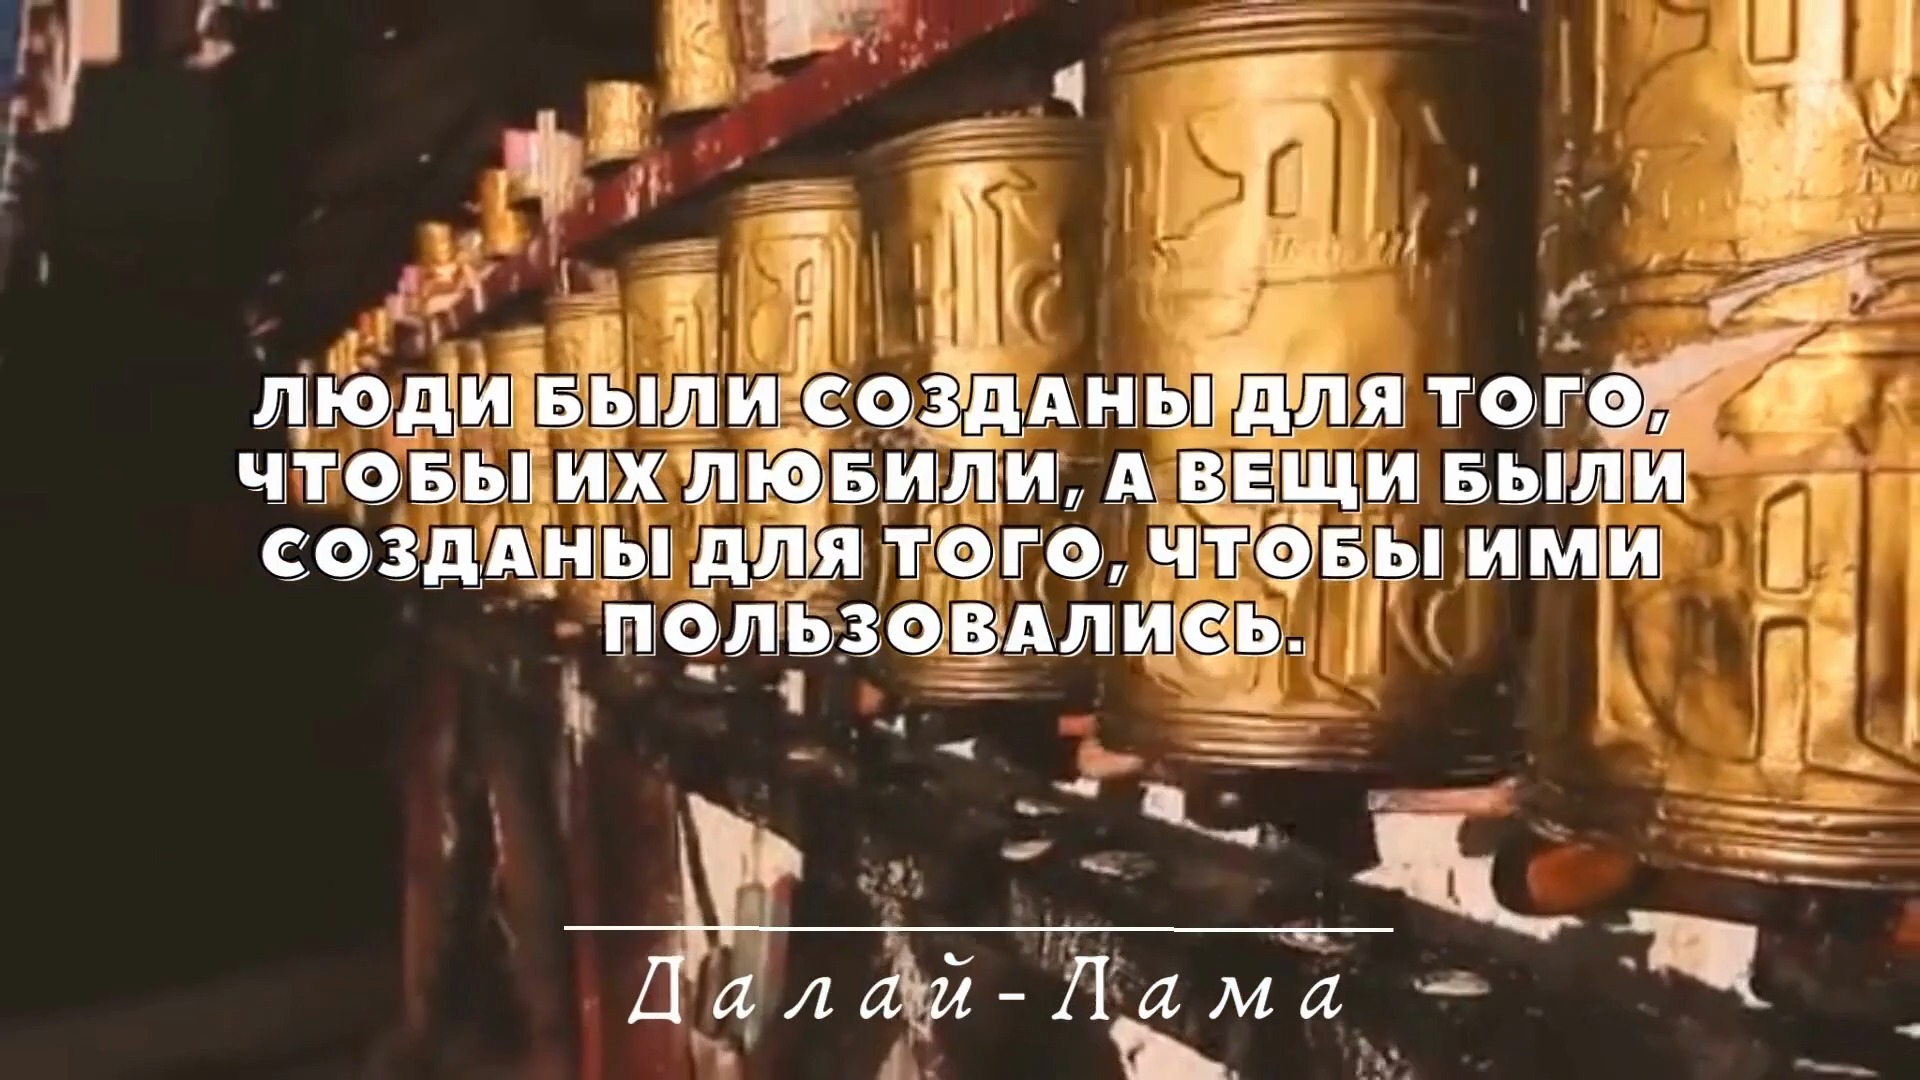 ЛЮДИ БЫЛИ СОЗДАНЫ ДЛЯ ТОГО,
ЧТОБЫ ИХ ЛЮБИЛИ, А ВЕЩИ БЫЛИ
СОЗДАНЫ ДЛЯ ТОГО, ЧТОБЫ ИМИ
ПОЛЬЗОВАЛИСЬ.
Далай-Лама